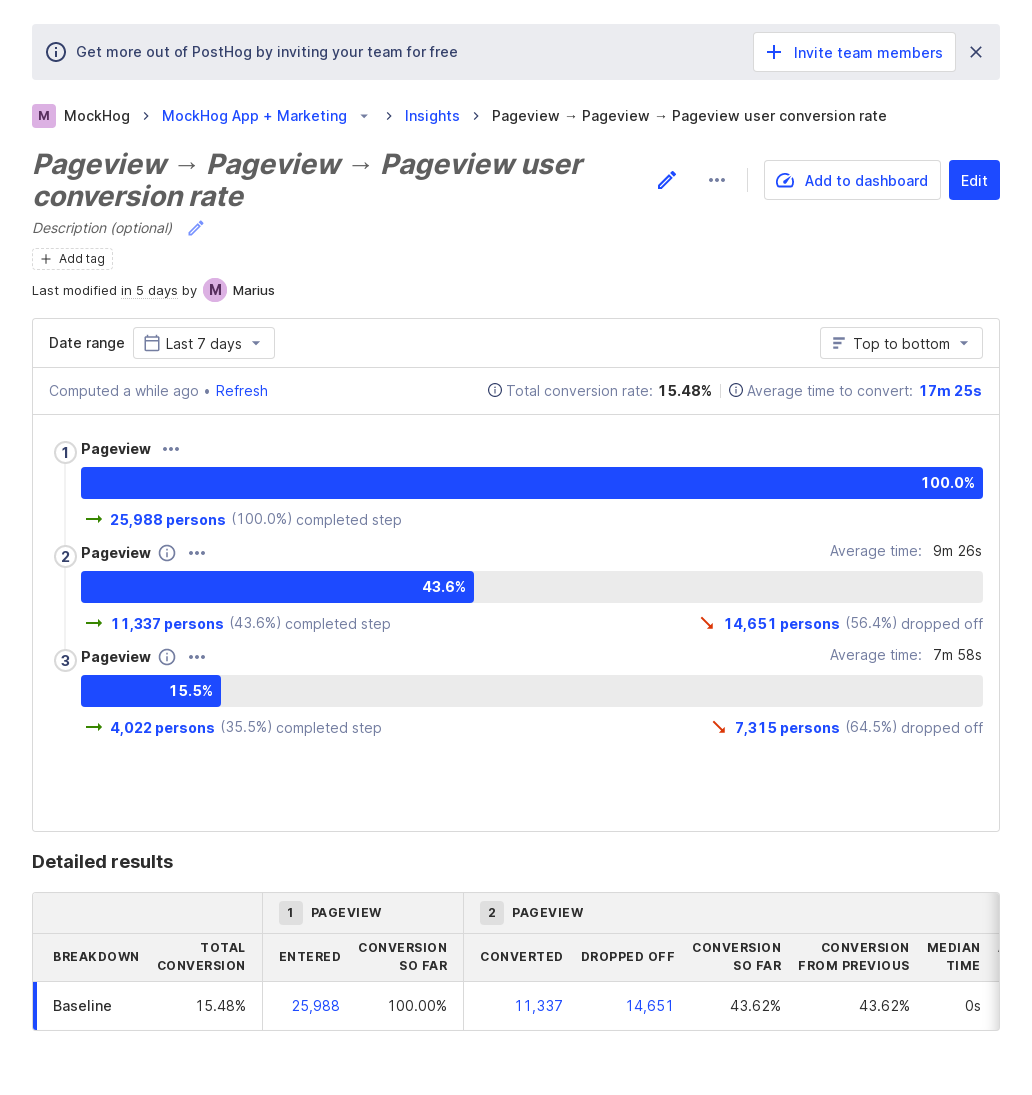 Get more out of PostHog by inviting your team for free
Invite team members
M MockHog MockHog App + Marketing Insights Pageview → Pageview → Pageview user conversion rate
Pageview → Pageview → Pageview user
conversion rate
Add to dashboard
Edit
Description (optional)
Add tag
Last modified in 5 days by M Marius
Date range Last 7 days Top to bottom
Computed a while ago • Refresh Total conversion rate: 15.48% Average time to convert: 17m 25s
1 Pageview
100.0%
→ 25,988 persons (100.0%) completed step
2 Pageview Average time: 9m 26s
43.6%
→ 11,337 persons (43.6%) completed step 14,651 persons (56.4%) dropped off
3 Pageview Average time: 7m 58s
15.5%
→ 4,022 persons (35.5%) completed step 7,315 persons (64.5%) dropped off
Detailed results
1 PAGEVIEW 2 PAGEVIEW
BREAKDOWN TOTAL CONVERSION ENTERED CONVERSION SO FAR CONVERTED DROPPED OFF CONVERSION SO FAR CONVERSION FROM PREVIOUS MEDIAN TIME
Baseline 15.48% 25,988 100.00% 11,337 14,651 43.62% 43.62% 0s